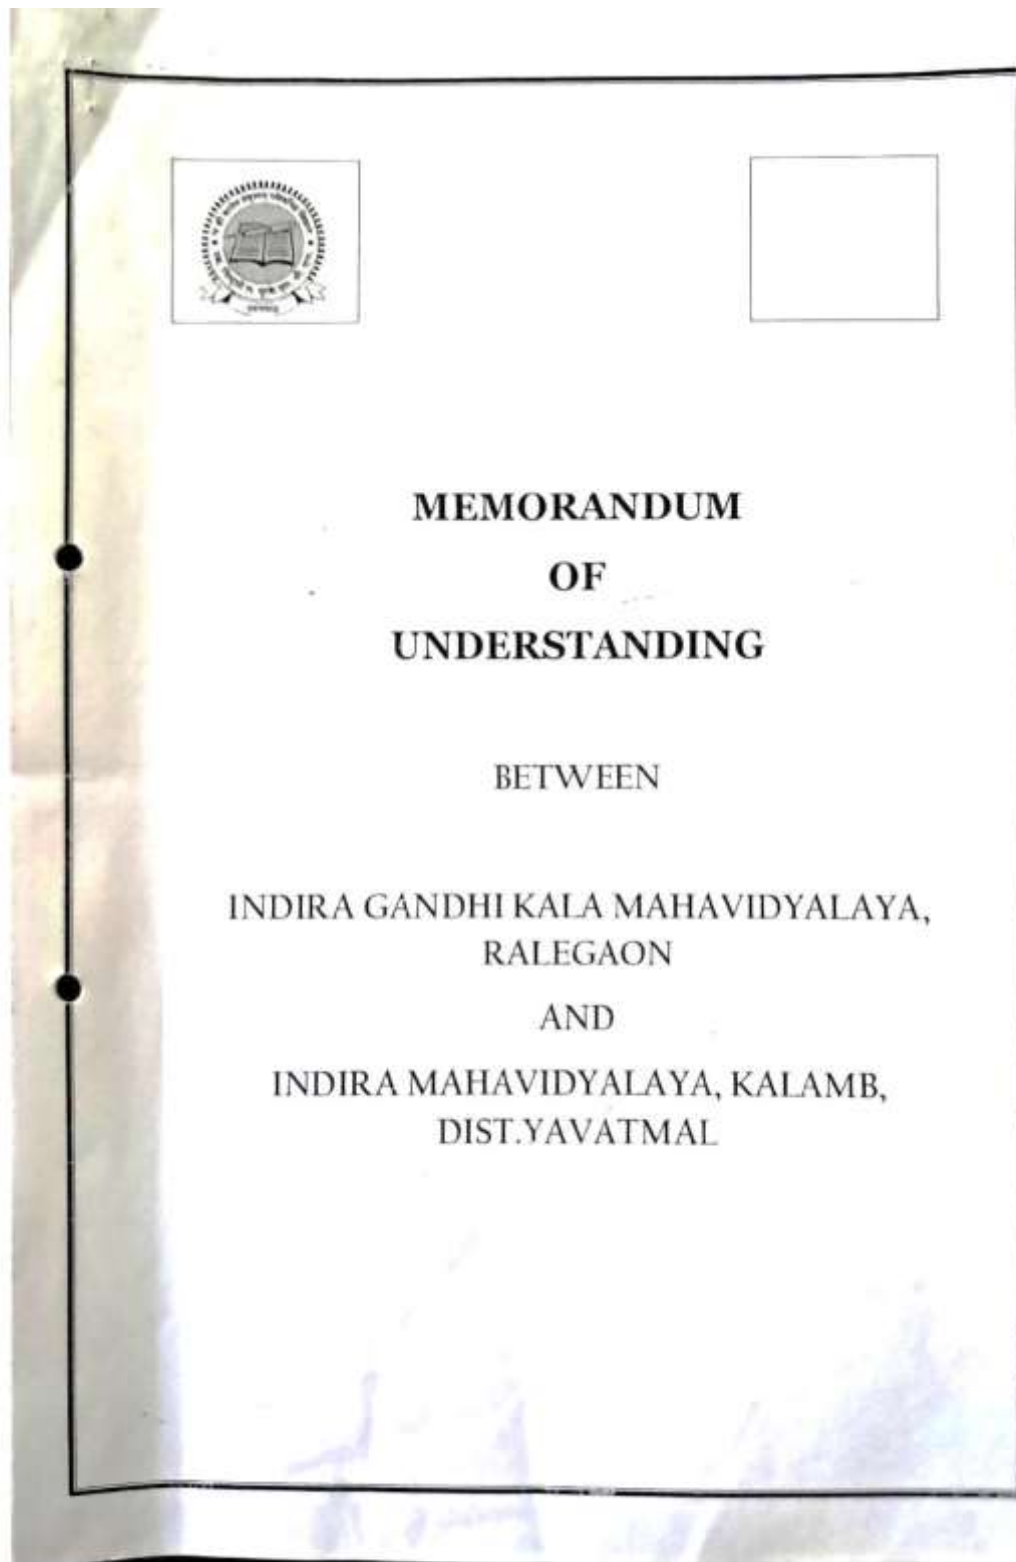 MEMORANDUM
OF
UNDERSTANDING
BETWEEN
INDIRA GANDHI KALA MAHAVIDYALAYA,
RALEGAON
AND
INDIRA MAHAVIDYALAYA, KALAMB,
DIST.YAVATMAL